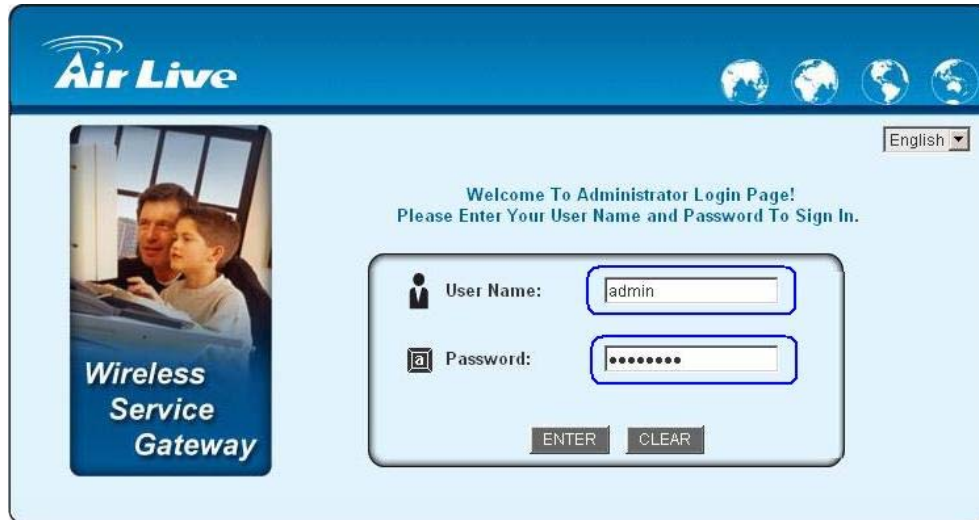 Air Live
English
Welcome To Administrator Login Page!
Please Enter Your User Name and Password To Sign In.
User Name:
admin
a
Password:
••••••••
Wireless
Service
Gateway
ENTER
CLEAR